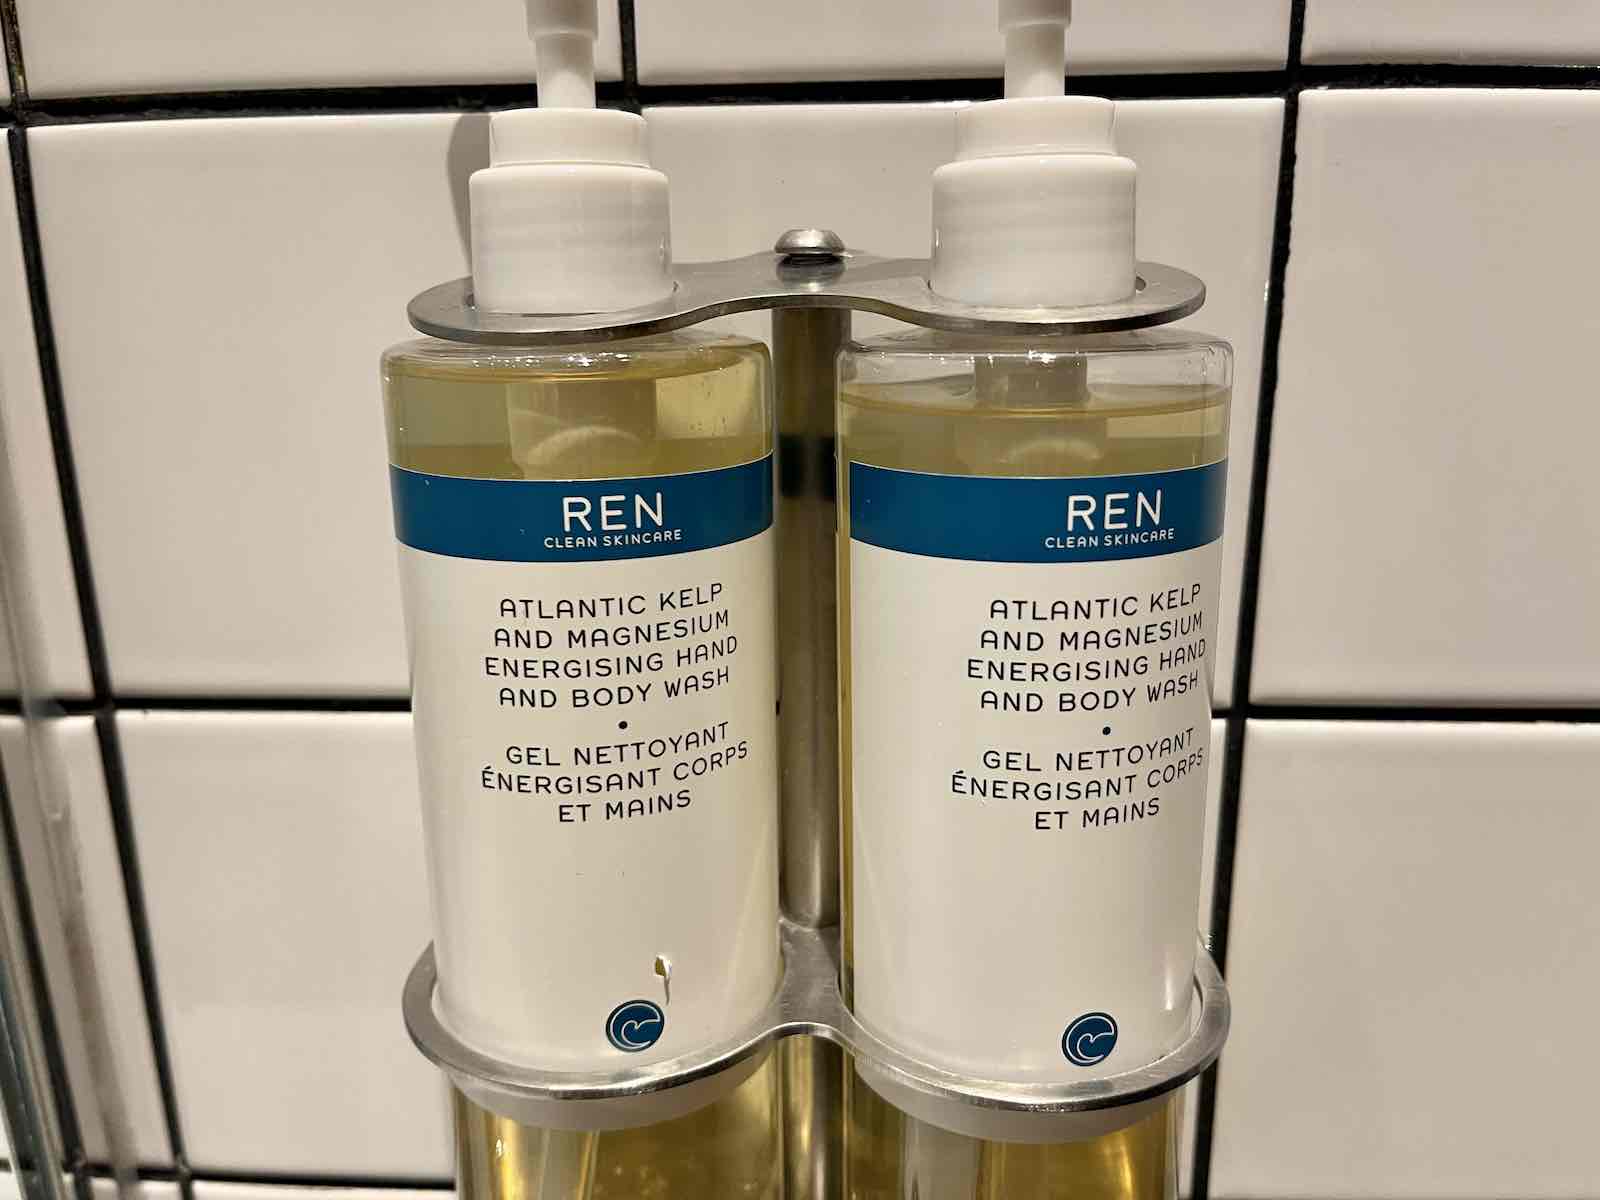 REN
CLEAN SKINCARE
ATLANTIC KELP
AND MAGNESIUM
ENERGISING HAND
AND BODY WASH
•
GEL NETTOYANT
ÉNERGISANT CORPS
ET MAINS
REN
CLEAN SKINCARE
ATLANTIC KELP
AND MAGNESIUM
ENERGISING HAND
AND BODY WASH
•
GEL NETTOYANT
ÉNERGISANT CORPS
ET MAINS